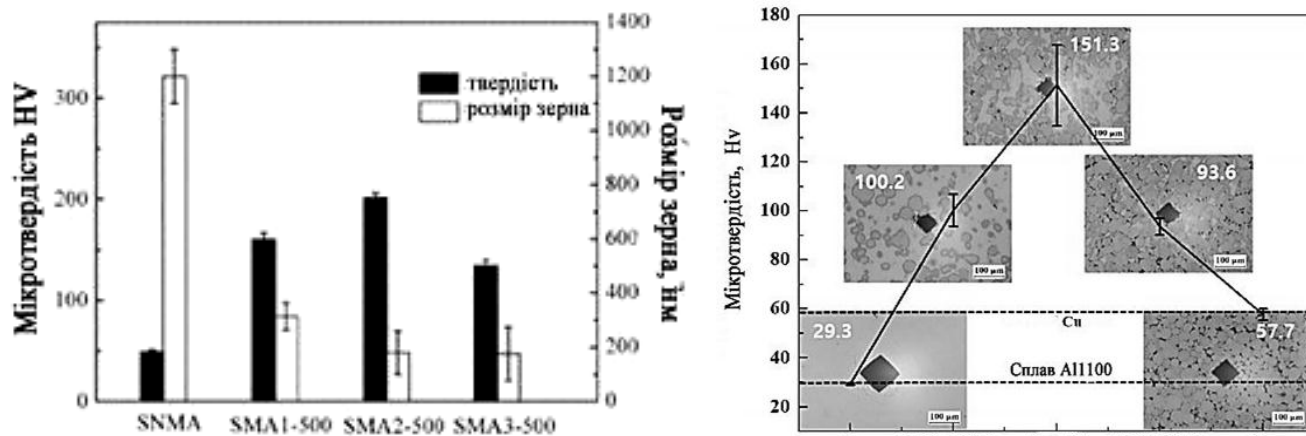 Мікротвердість HV
300
200
100
50
0
твердість
розмір зерна
1400
1200
1000
800
600
400
200
0
Розмір зерна, нм
SNMA SMA1-500 SMA2-500 SMA3-500
Мікротвердість, Hv
180
160
140
120
100
80
60
40
20
151.3
100 μm
100.2
100 μm
93.6
100 μm
29.3
100 μm
Cu
Сплав Al1100
57.7
100 μm